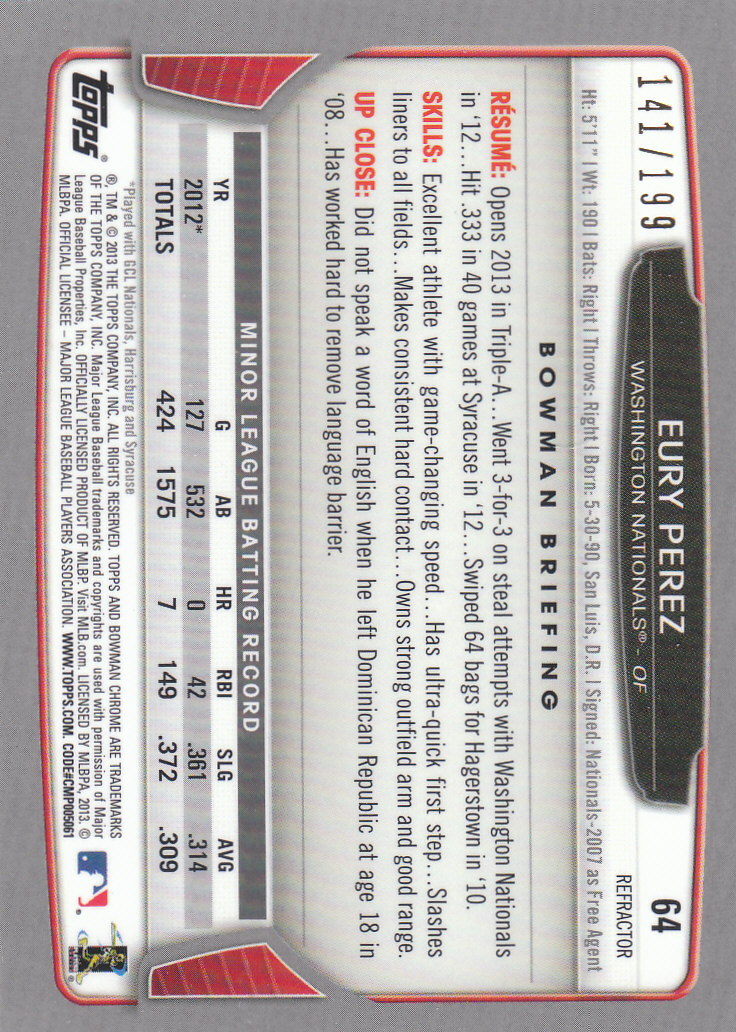 141/199
64
EURY PEREZ
REFRACTOR
WASHINGTON NATIONALS® - OF
Ht: 5'11" | Wt: 190 | Bats: Right | Throws: Right | Born: 5-30-90, San Luis, D.R. | Signed: Nationals-2007 as Free Agent
BOWMAN BRIEFING
RÉSUMÉ: Opens 2013 in Triple-A...Went 3-for-3 on steal attempts with Washington Nationals
in '12...Hit .333 in 40 games at Syracuse in '12...Swiped 64 bags for Hagerstown in '10.
SKILLS: Excellent athlete with game-changing speed...Has ultra-quick first step...Slashes
liners to all fields...Makes consistent hard contact...Owns strong outfield arm and good range.
UP CLOSE: Did not speak a word of English when he left Dominican Republic at age 18 in
'08...Has worked hard to remove language barrier.
MINOR LEAGUE BATTING RECORD
YR G AB HR RBI SLG AVG
2012* 127 532 0 42 .361 .314
TOTALS 424 1575 7 149 .372 .309
*Played with GCL Nationals, Harrisburg and Syracuse
®, TM & © 2013 THE TOPPS COMPANY, INC. ALL RIGHTS RESERVED. TOPPS AND BOWMAN CHROME ARE TRADEMARKS
OF THE TOPPS COMPANY, INC. Major League Baseball trademarks and copyrights are used with permission of Major
League Baseball Properties, Inc. OFFICIALLY LICENSED PRODUCT OF MLBP. Visit MLB.com. LICENSED BY MLBPA, 2013. ©
MLBPA. OFFICIAL LICENSEE – MAJOR LEAGUE BASEBALL PLAYERS ASSOCIATION. WWW.TOPPS.COM. CODE#CMP005061
Topps®